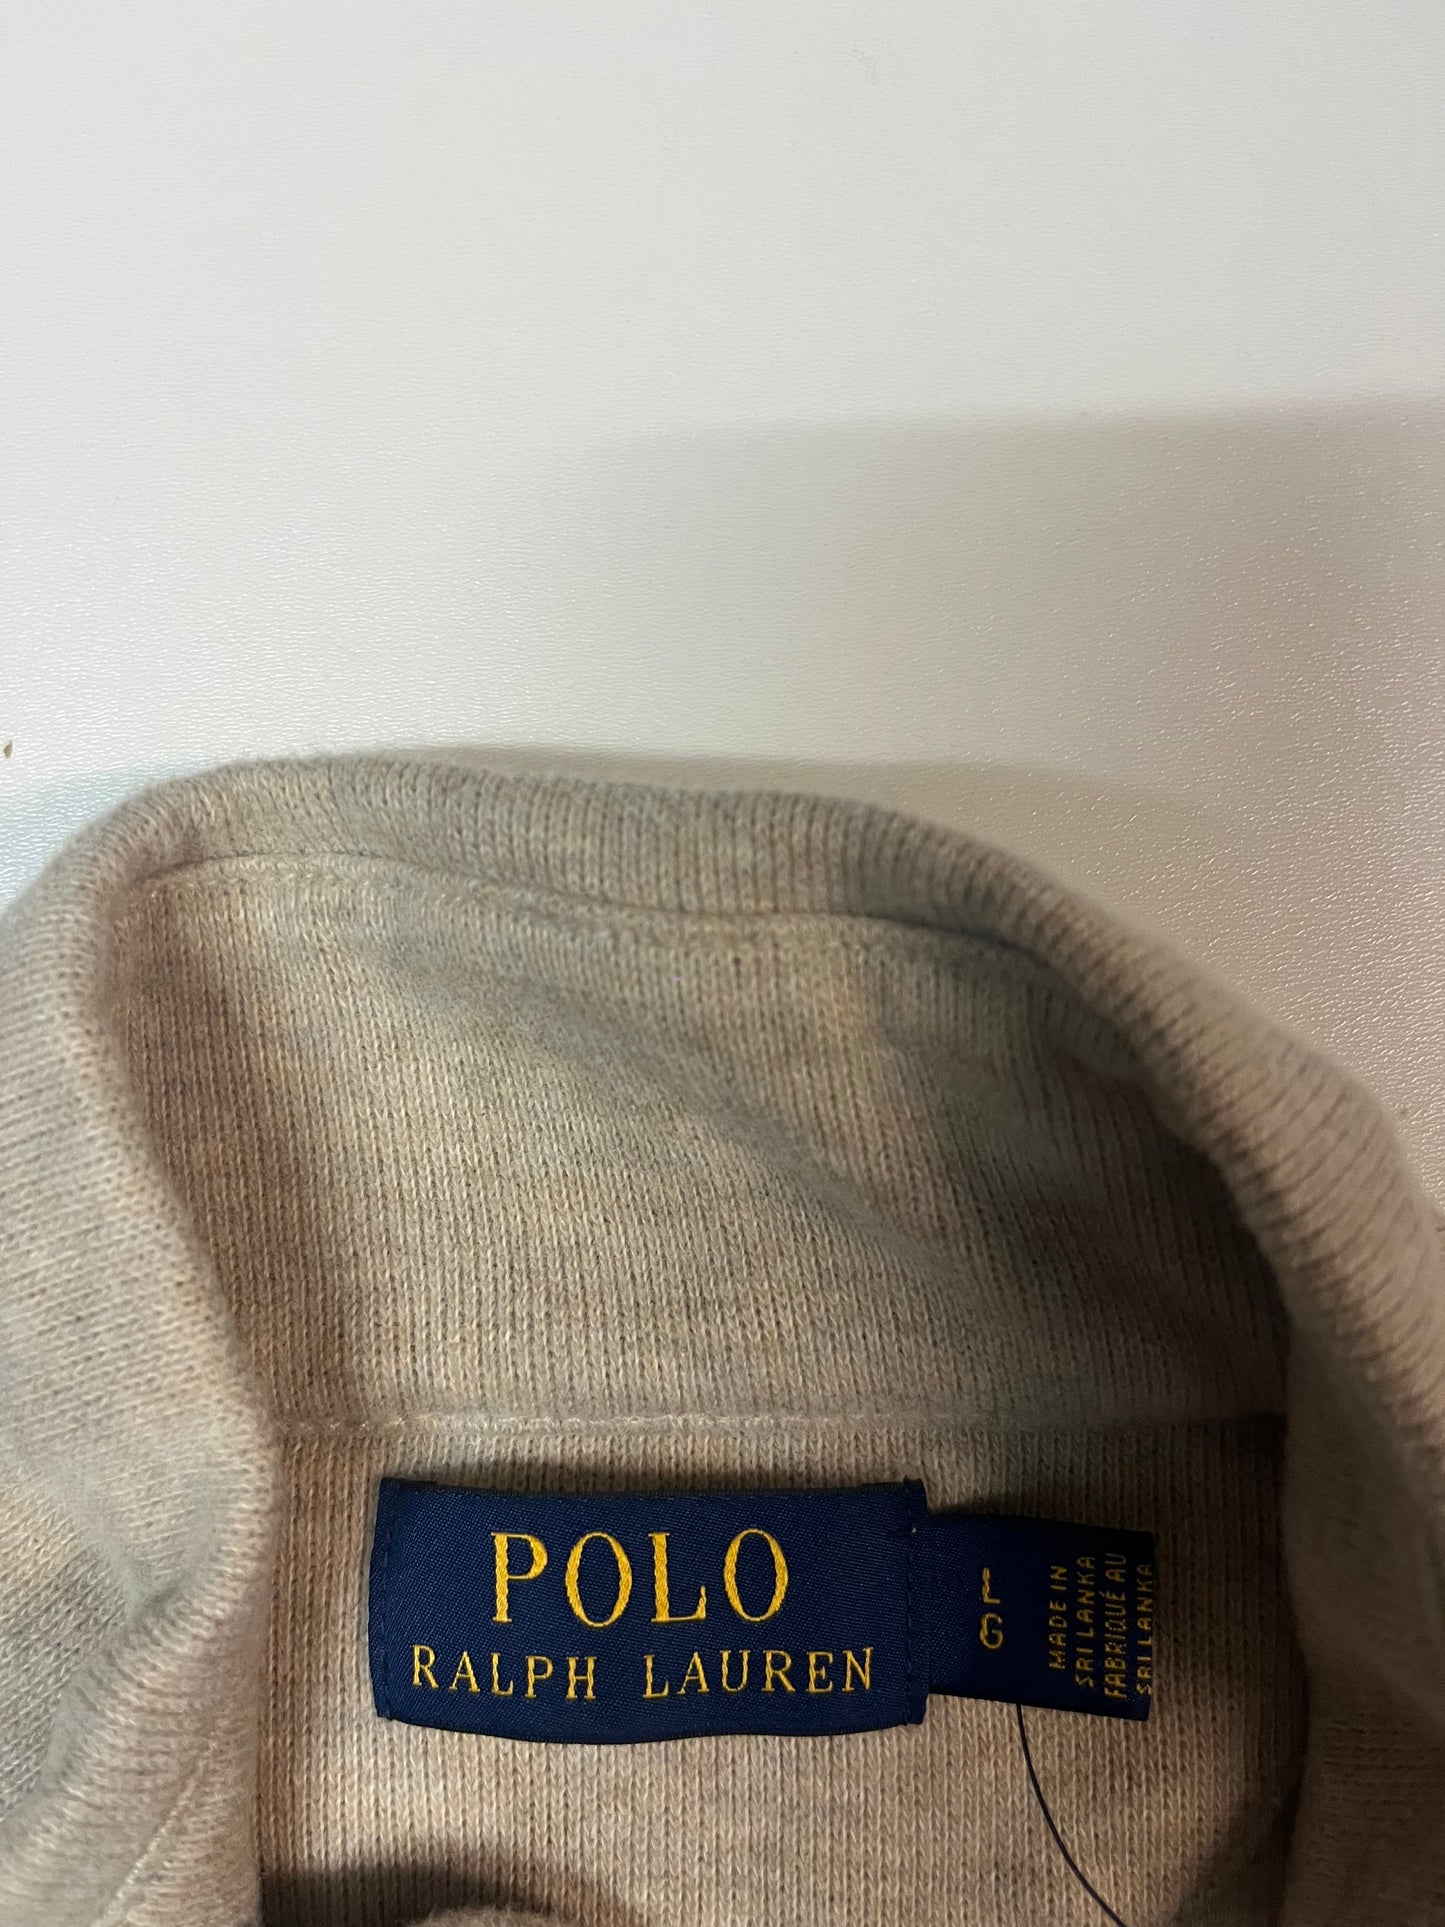 POLO
RALPH LAUREN
L
G
MADE IN
SRI LANKA
FABRIQUÉ AU
SRI LANKA